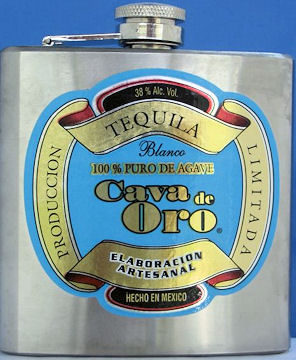 38 % Alc. Vol.
TEQUILA
Blanco
100 % PURO DE AGAVE
PRODUCCION
LIMITADA
Cava de
Oro®
ELABORACION
ARTESANAL
HECHO EN MEXICO